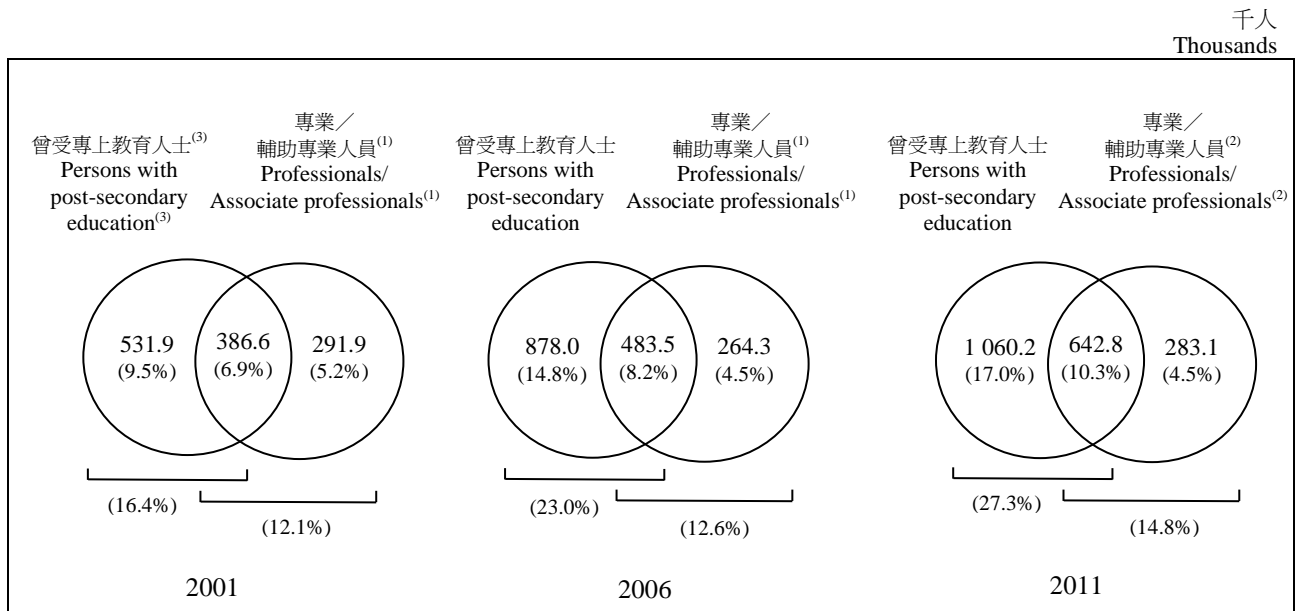 千人
Thousands
曾受專上教育人士(3)
Persons with
post-secondary
education(3)
專業／
輔助專業人員(1)
Professionals/
Associate professionals(1)
曾受專上教育人士
Persons with
post-secondary
education
專業／
輔助專業人員(1)
Professionals/
Associate professionals(1)
曾受專上教育人士
Persons with
post-secondary
education
專業／
輔助專業人員(2)
Professionals/
Associate professionals(2)
531.9
(9.5%)
386.6
(6.9%)
291.9
(5.2%)
878.0
(14.8%)
483.5
(8.2%)
264.3
(4.5%)
1 060.2
(17.0%)
642.8
(10.3%)
283.1
(4.5%)
(16.4%)
(12.1%)
(23.0%)
(12.6%)
(27.3%)
(14.8%)
2001
2006
2011